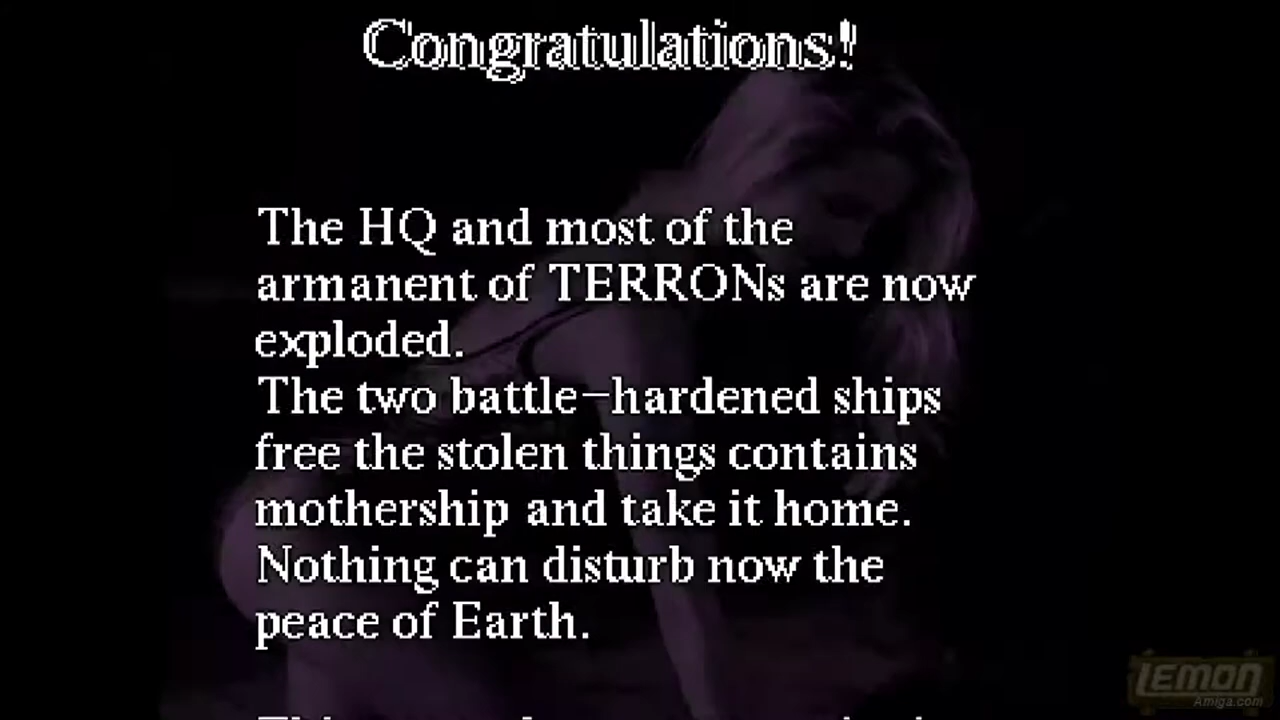 Congratulations!
The HQ and most of the
armanent of TERRONs are now
exploded.
The two battle-hardened ships
free the stolen things contains
mothership and take it home.
Nothing can disturb now the
peace of Earth.
LEMON
Amiga.com